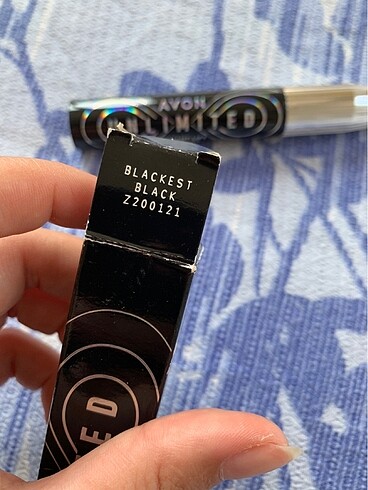 AVON
UNLIMITED
BLACKEST
BLACK
Z200121
ED